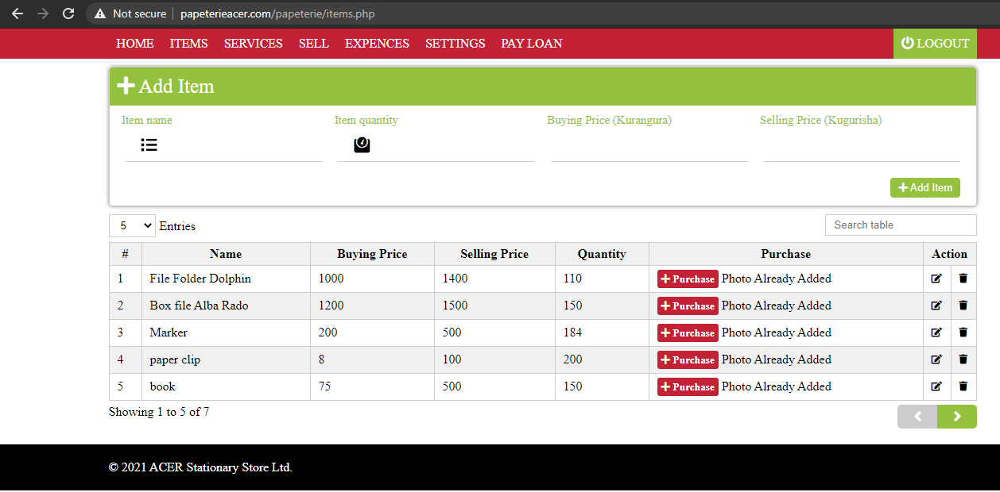 Not secure papeterieacer.com/papeterie/items.php
HOME ITEMS SERVICES SELL EXPENCES SETTINGS PAY LOAN LOGOUT
Add Item
Item name Item quantity Buying Price (Kurangura) Selling Price (Kugurisha)
Add Item
5 Entries Search table
# Name Buying Price Selling Price Quantity Purchase Action
1 File Folder Dolphin 1000 1400 110 Purchase Photo Already Added
2 Box file Alba Rado 1200 1500 150 Purchase Photo Already Added
3 Marker 200 500 184 Purchase Photo Already Added
4 paper clip 8 100 200 Purchase Photo Already Added
5 book 75 500 150 Purchase Photo Already Added
Showing 1 to 5 of 7
© 2021 ACER Stationary Store Ltd.